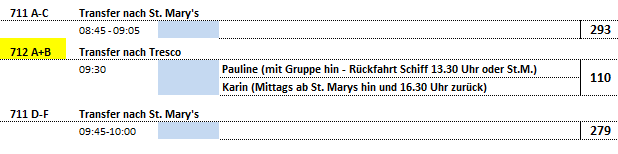 711 A-C Transfer nach St. Mary's
08:45 - 09:05 293
712 A+B Transfer nach Tresco
09:30 Pauline (mit Gruppe hin - Rückfahrt Schiff 13.30 Uhr oder St.M.)
110
Karin (Mittags ab St. Marys hin und 16.30 Uhr zurück)
711 D-F Transfer nach St. Mary's
09:45-10:00 279